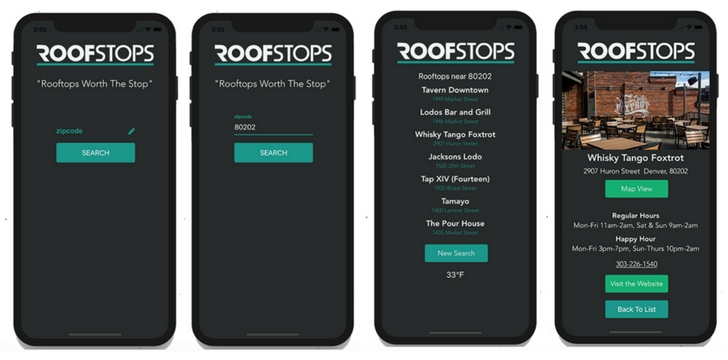 3:55
ROOFSTOPS
"Rooftops Worth The Stop"
zipcode
SEARCH
3:55
ROOFSTOPS
"Rooftops Worth The Stop"
zipcode
80202
SEARCH
3:55
ROOFSTOPS
Rooftops near 80202
Tavern Downtown
1949 Market Street
Lodos Bar and Grill
1946 Market Street
Whisky Tango Foxtrot
2907 Huron Street
Jacksons Lodo
1520 20th Street
Tap XIV (Fourteen)
1920 Blake Street
Tamayo
1400 Larimer Street
The Pour House
1435 Market Street
New Search
33°F
3:55
ROOFSTOPS
Whisky Tango Foxtrot
2907 Huron Street Denver, 80202
Map View
Regular Hours
Mon-Fri 11am-2am, Sat & Sun 9am-2am
Happy Hour
Mon-Fri 3pm-7pm, Sun-Thurs 10pm-2am
303-226-1540
Visit the Website
Back To List